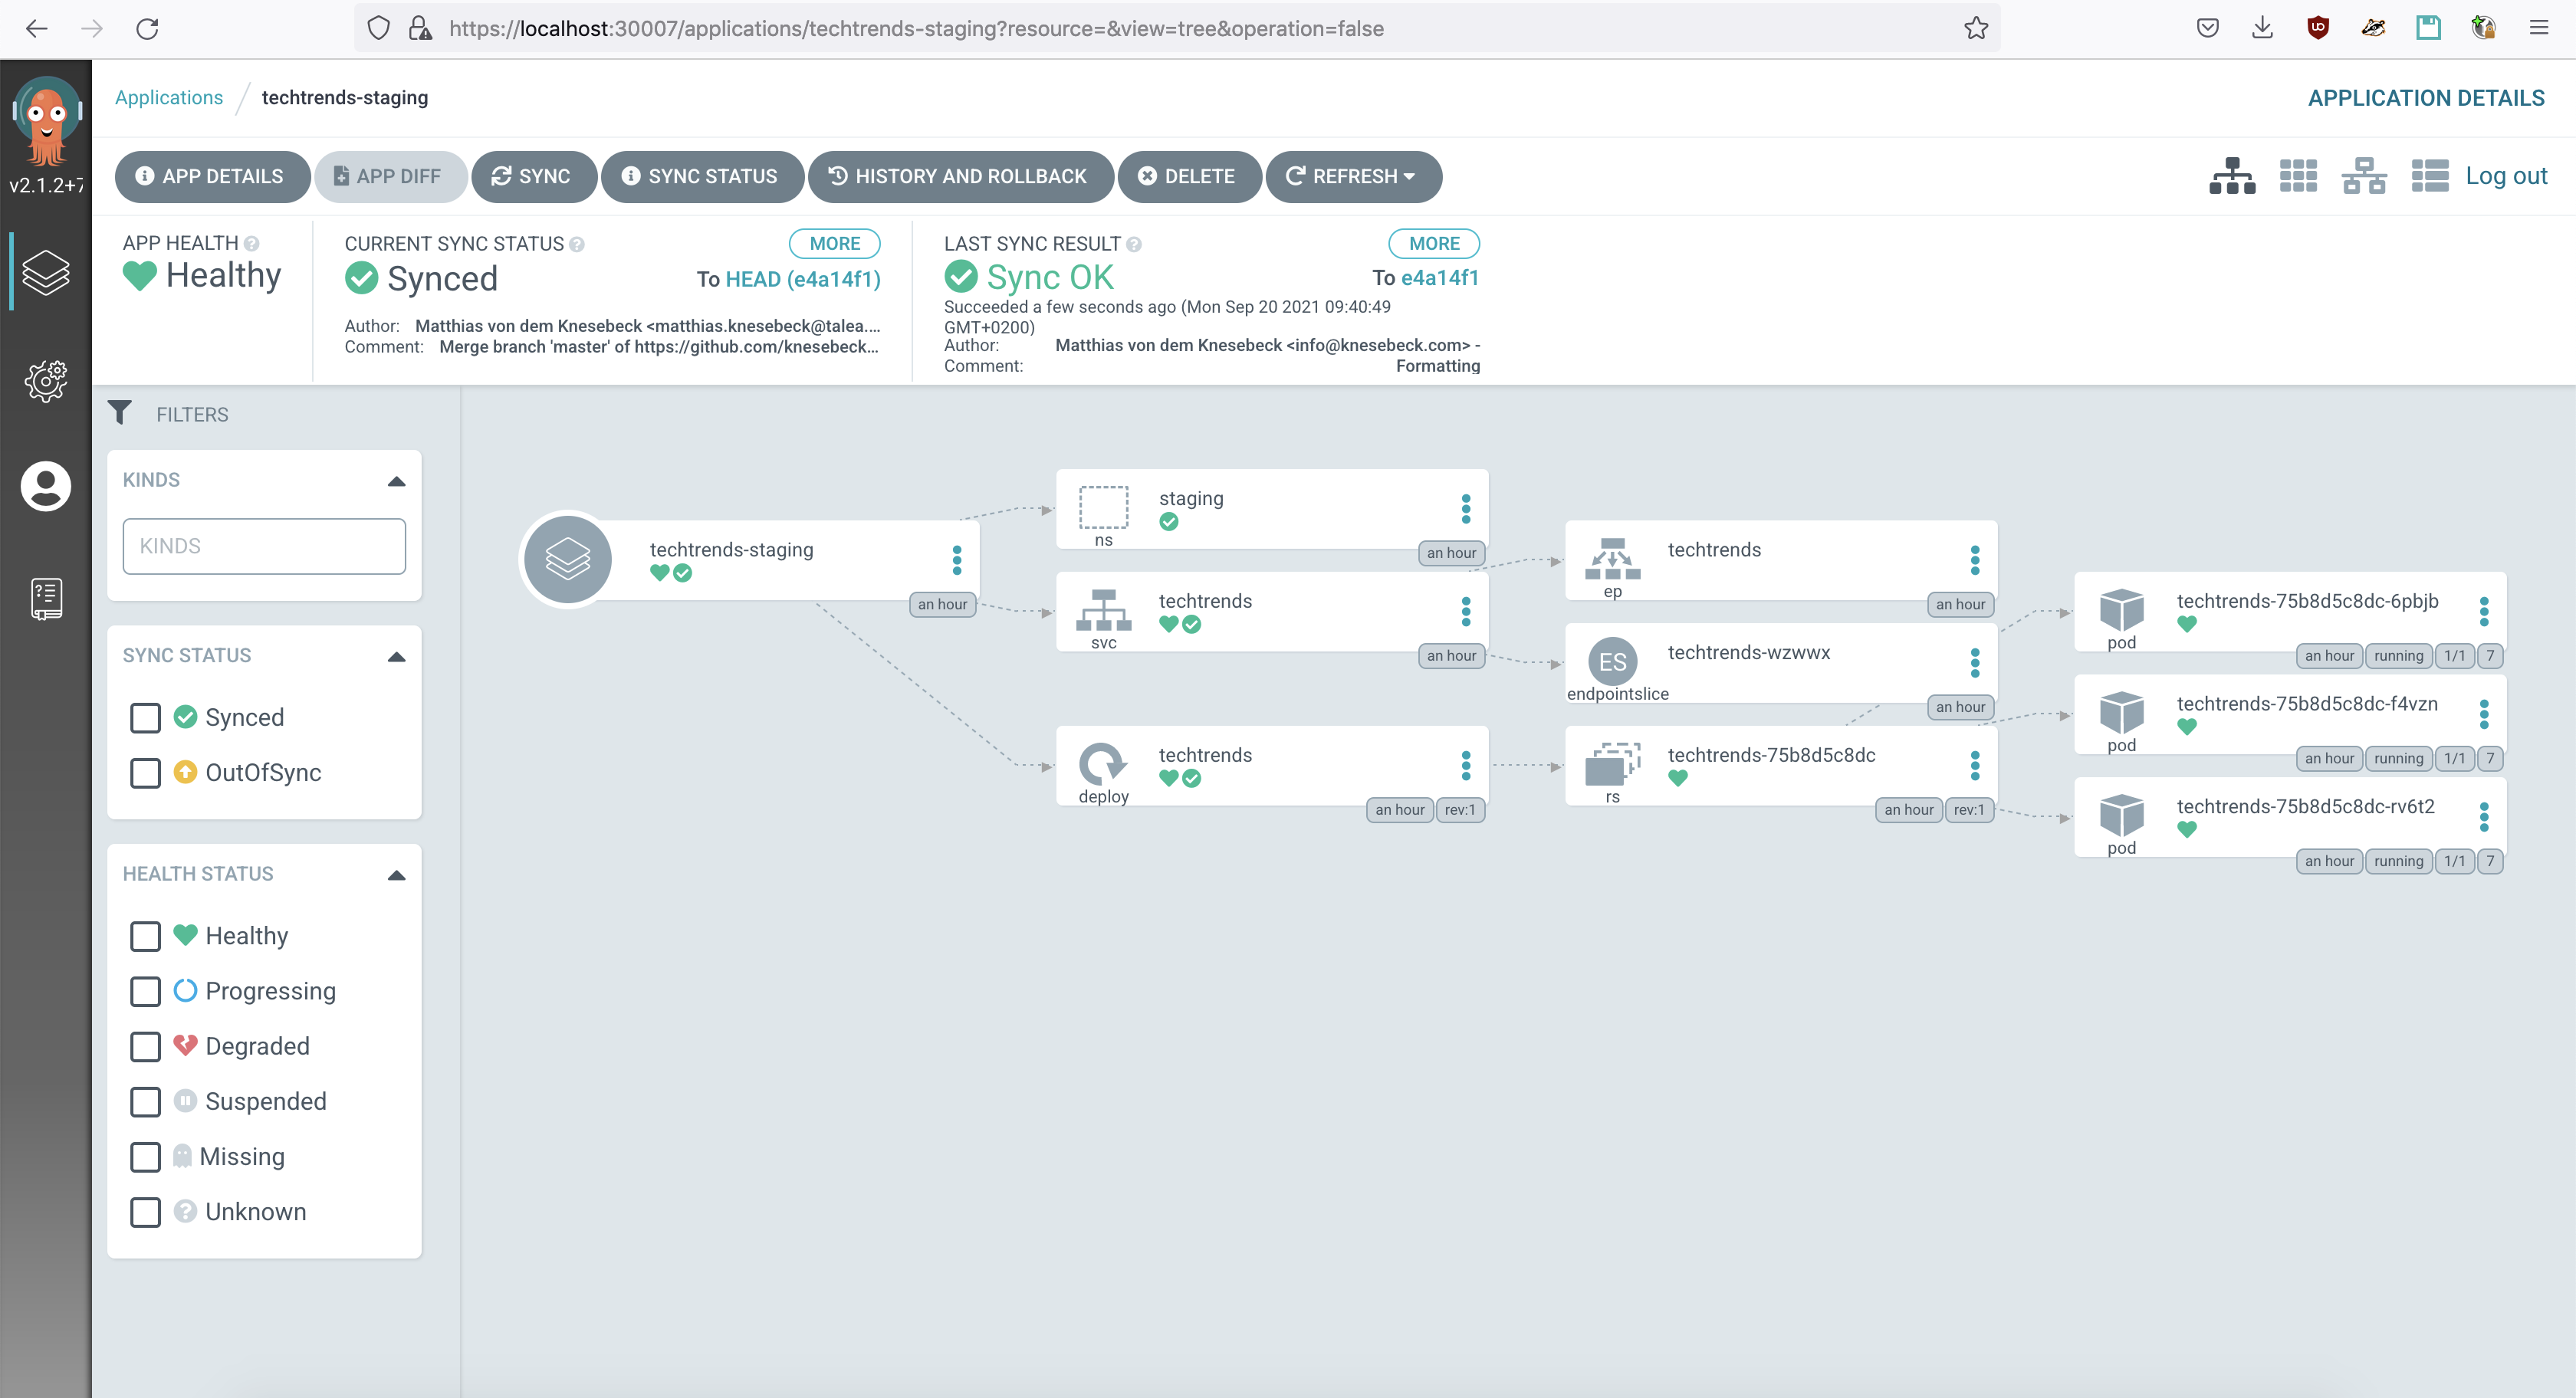 https://localhost:30007/applications/techtrends-staging?resource=&view=tree&operation=false
Applications / techtrends-staging
APPLICATION DETAILS
v2.1.2+7
APP DETAILS
APP DIFF
SYNC
SYNC STATUS
HISTORY AND ROLLBACK
DELETE
REFRESH
Log out
APP HEALTH
Healthy
CURRENT SYNC STATUS
MORE
Synced
To HEAD (e4a14f1)
Author: Matthias von dem Knesebeck <matthias.knesebeck@talea....
Comment: Merge branch 'master' of https://github.com/knesebeck...
LAST SYNC RESULT
MORE
Sync OK
To e4a14f1
Succeeded a few seconds ago (Mon Sep 20 2021 09:40:49
GMT+0200)
Author: Matthias von dem Knesebeck <info@knesebeck.com> -
Comment: Formatting
FILTERS
KINDS
KINDS
SYNC STATUS
Synced
OutOfSync
HEALTH STATUS
Healthy
Progressing
Degraded
Suspended
Missing
Unknown
techtrends-staging
an hour
staging
ns
an hour
techtrends
svc
an hour
techtrends
deploy
an hour rev:1
techtrends
ep
an hour
ES
techtrends-wzwwx
endpointslice
an hour
techtrends-75b8d5c8dc
rs
an hour rev:1
techtrends-75b8d5c8dc-6pbjb
pod
an hour running 1/1 7
techtrends-75b8d5c8dc-f4vzn
pod
an hour running 1/1 7
techtrends-75b8d5c8dc-rv6t2
pod
an hour running 1/1 7